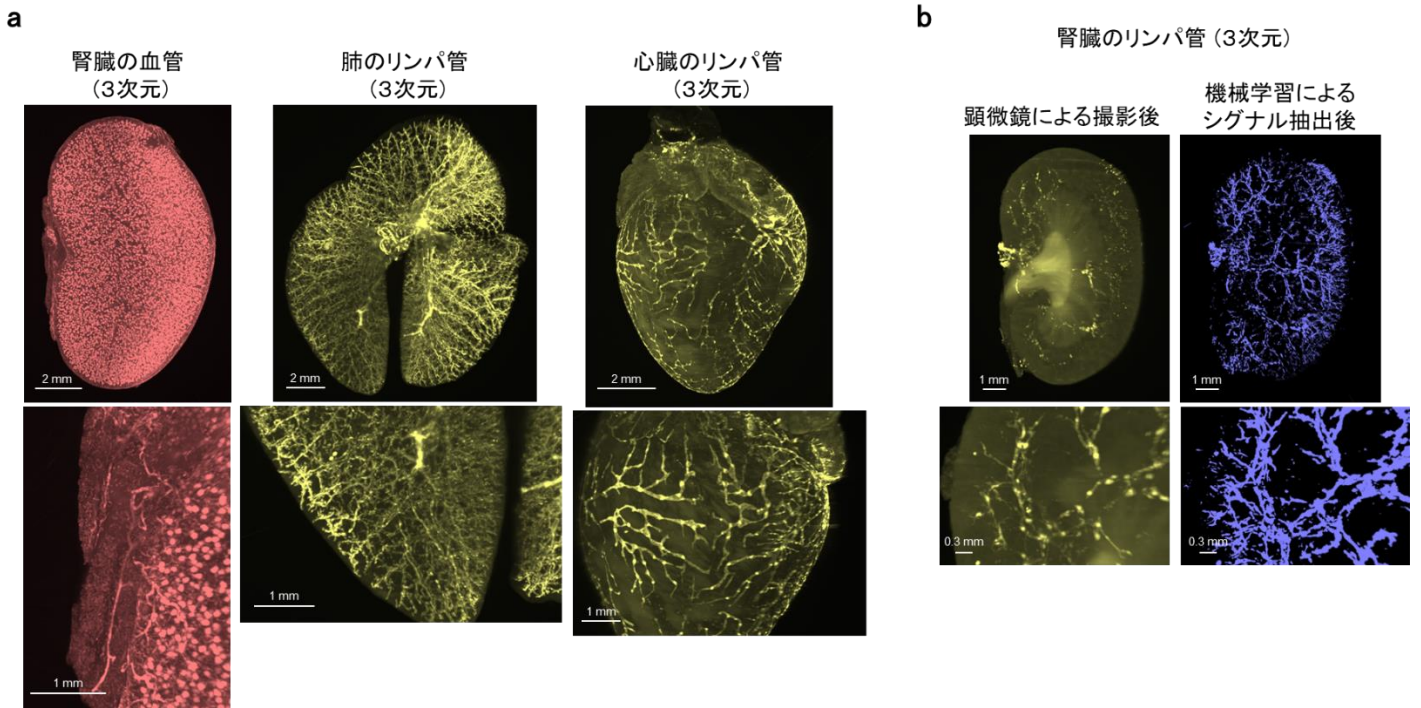 a
腎臓の血管
(３次元)
肺のリンパ管
(３次元)
心臓のリンパ管
(３次元)
2 mm
2 mm
2 mm
1 mm
1 mm
1 mm
b
腎臓のリンパ管 (３次元)
顕微鏡による撮影後
機械学習による
シグナル抽出後
1 mm
1 mm
0.3 mm
0.3 mm